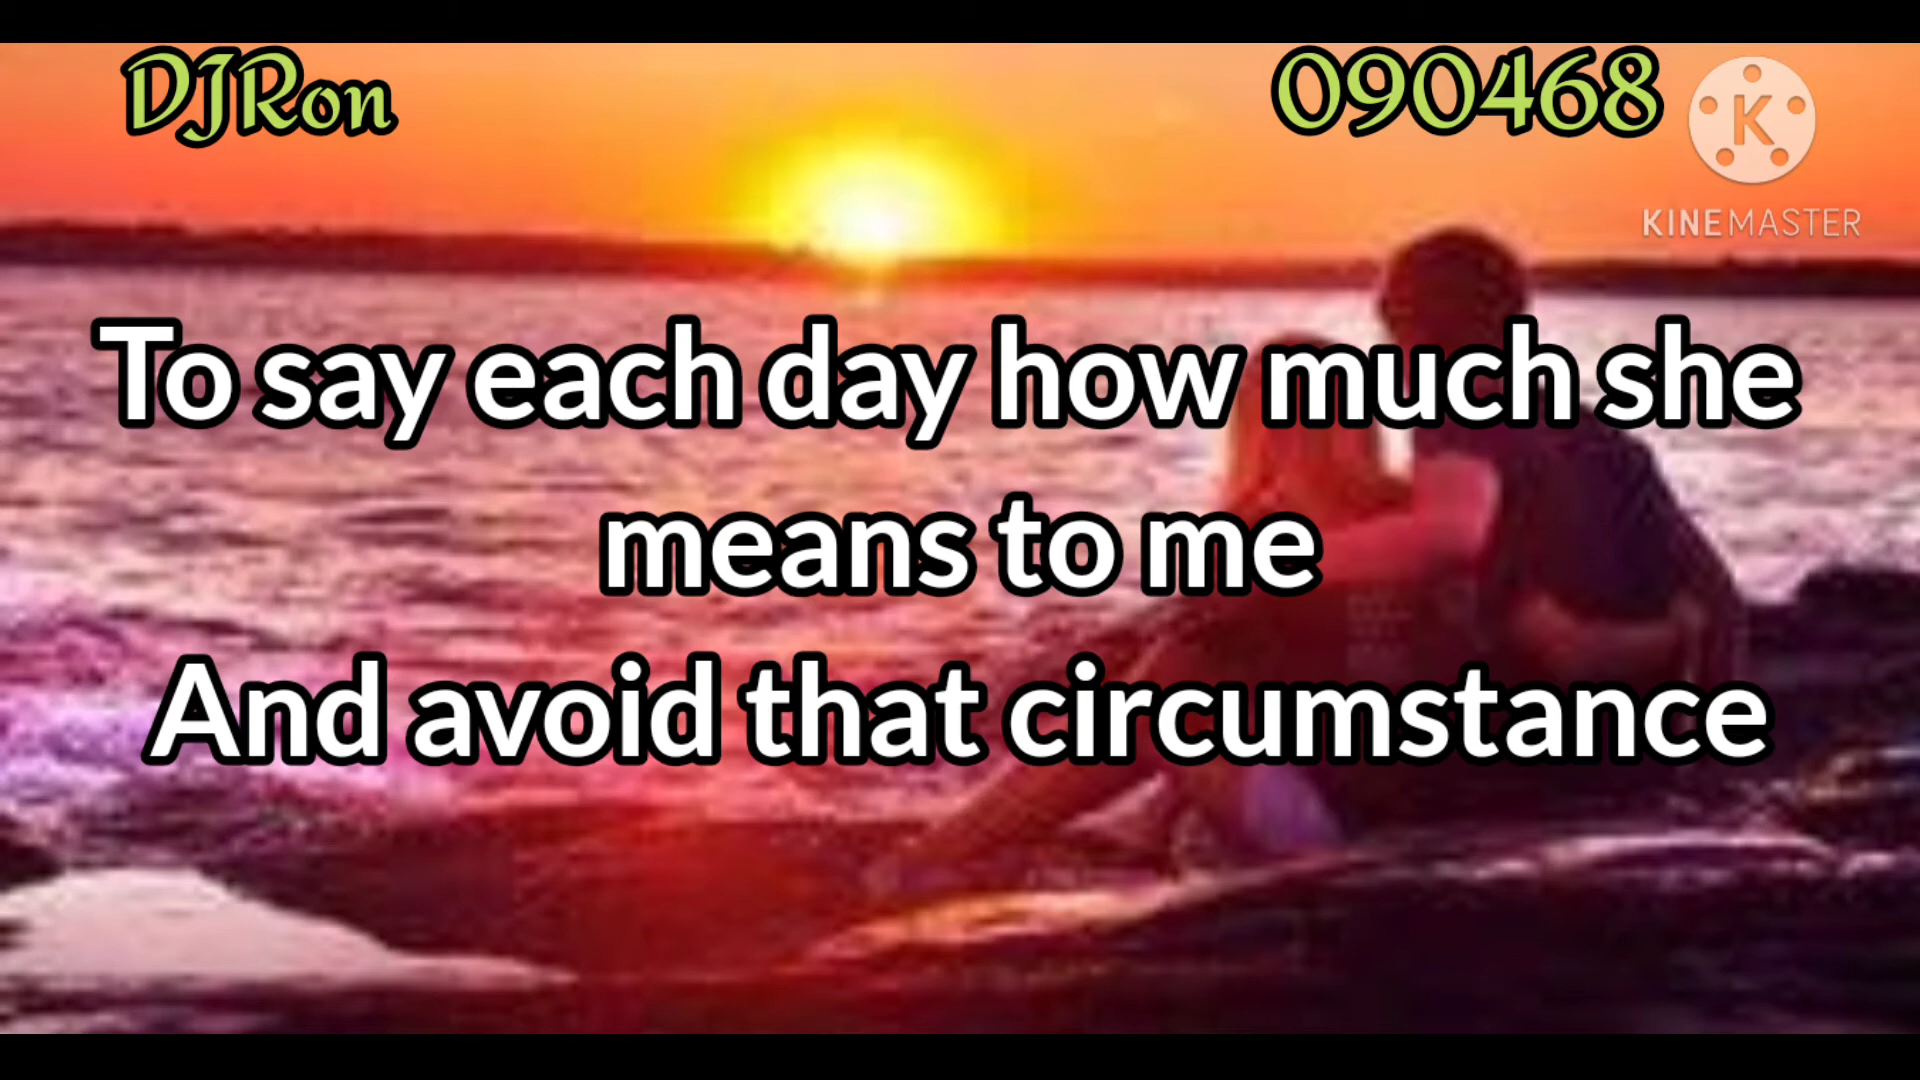 DJRon
090468
K
KINEMASTER
To say each day how much she
means to me
And avoid that circumstance